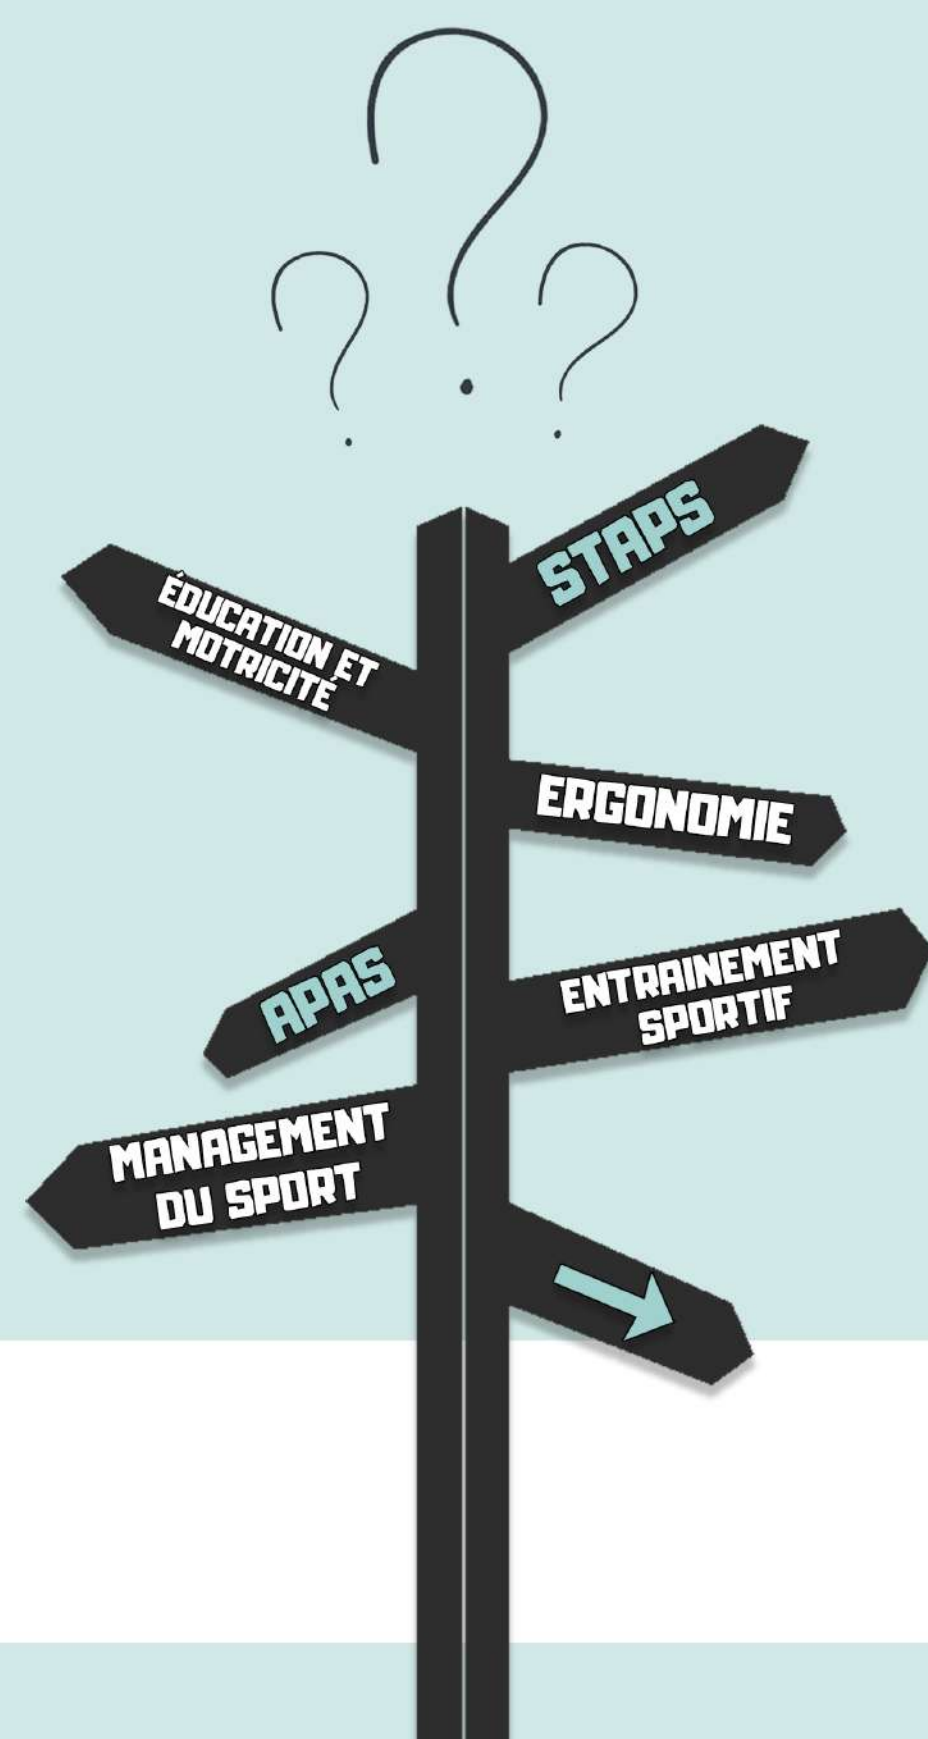 STAPS
ÉDUCATION ET
MOTRICITÉ
ERGONOMIE
APAS
ENTRAINEMENT
SPORTIF
MANAGEMENT
DU SPORT